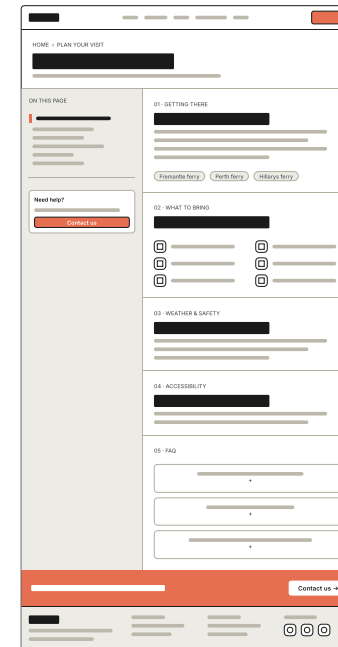 HOME › PLAN YOUR VISIT
ON THIS PAGE
Need help?
Contact us
01 · GETTING THERE
Fremantle ferry
Perth ferry
Hillarys ferry
02 · WHAT TO BRING
03 · WEATHER & SAFETY
04 · ACCESSIBILITY
05 · FAQ
+
+
+
Contact us →